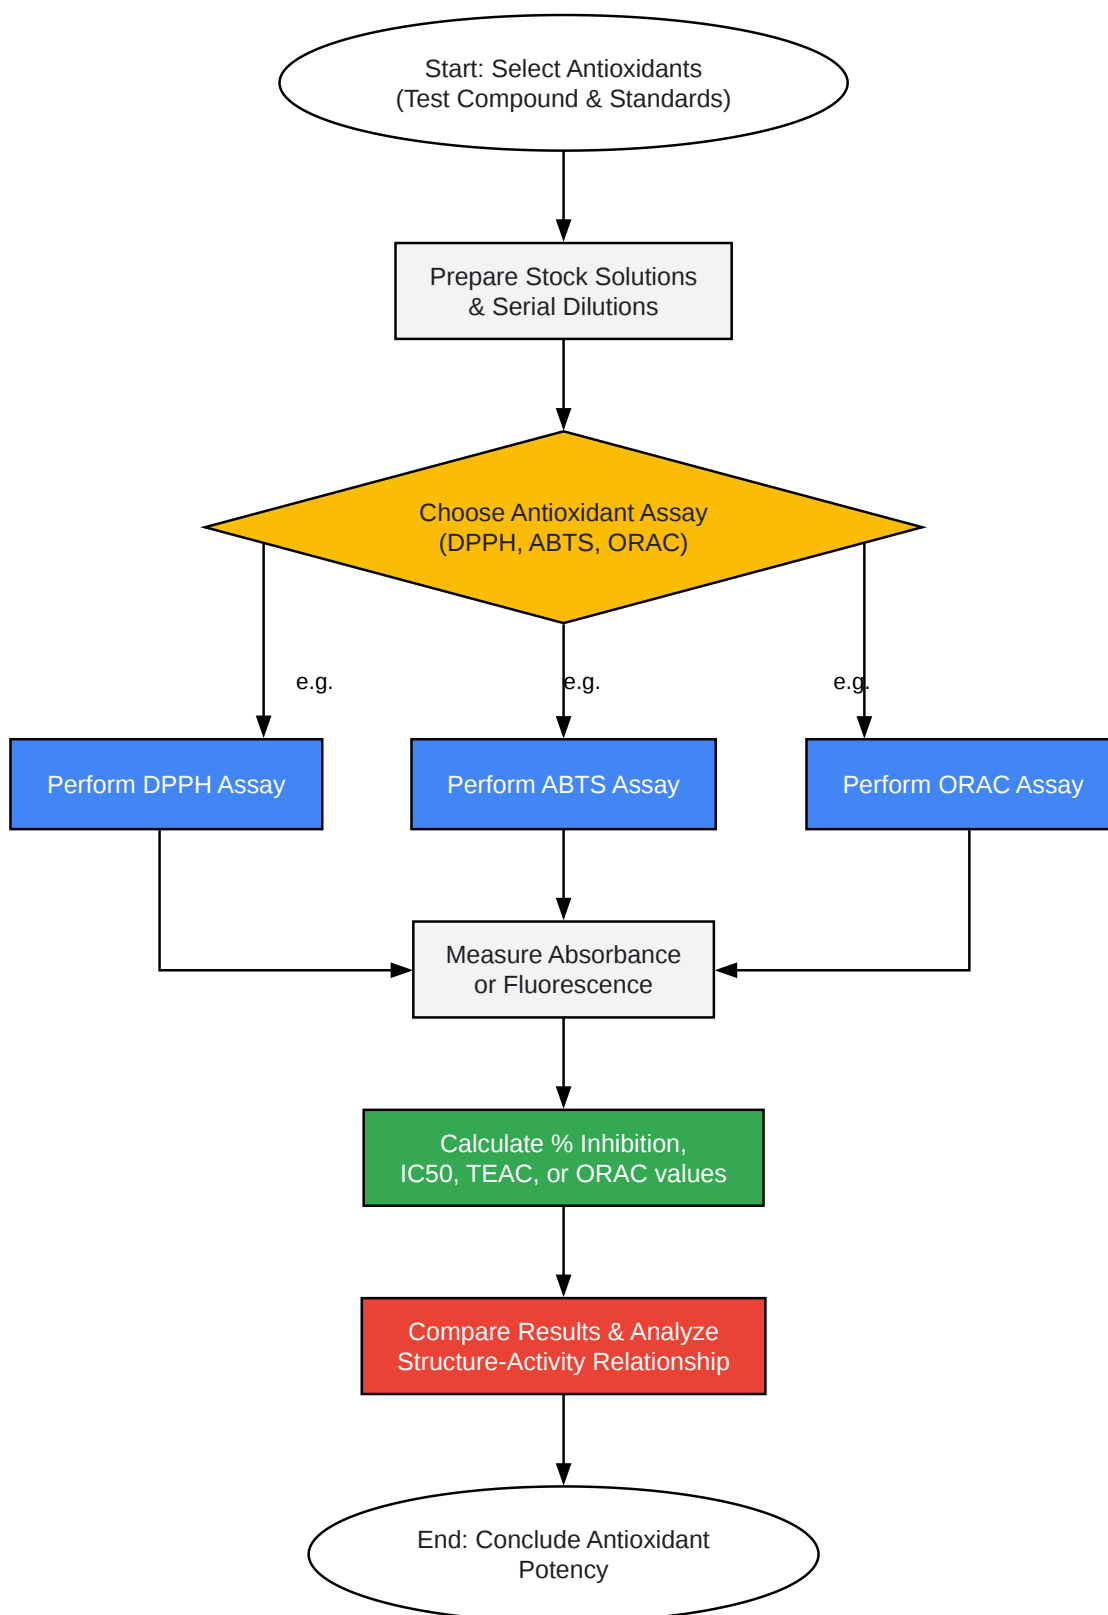 Start: Select Antioxidants
(Test Compound & Standards)
Prepare Stock Solutions
& Serial Dilutions
Choose Antioxidant Assay
(DPPH, ABTS, ORAC)
e.g.
e.g.
e.g.
Perform DPPH Assay
Perform ABTS Assay
Perform ORAC Assay
Measure Absorbance
or Fluorescence
Calculate % Inhibition,
IC50, TEAC, or ORAC values
Compare Results & Analyze
Structure-Activity Relationship
End: Conclude Antioxidant
Potency